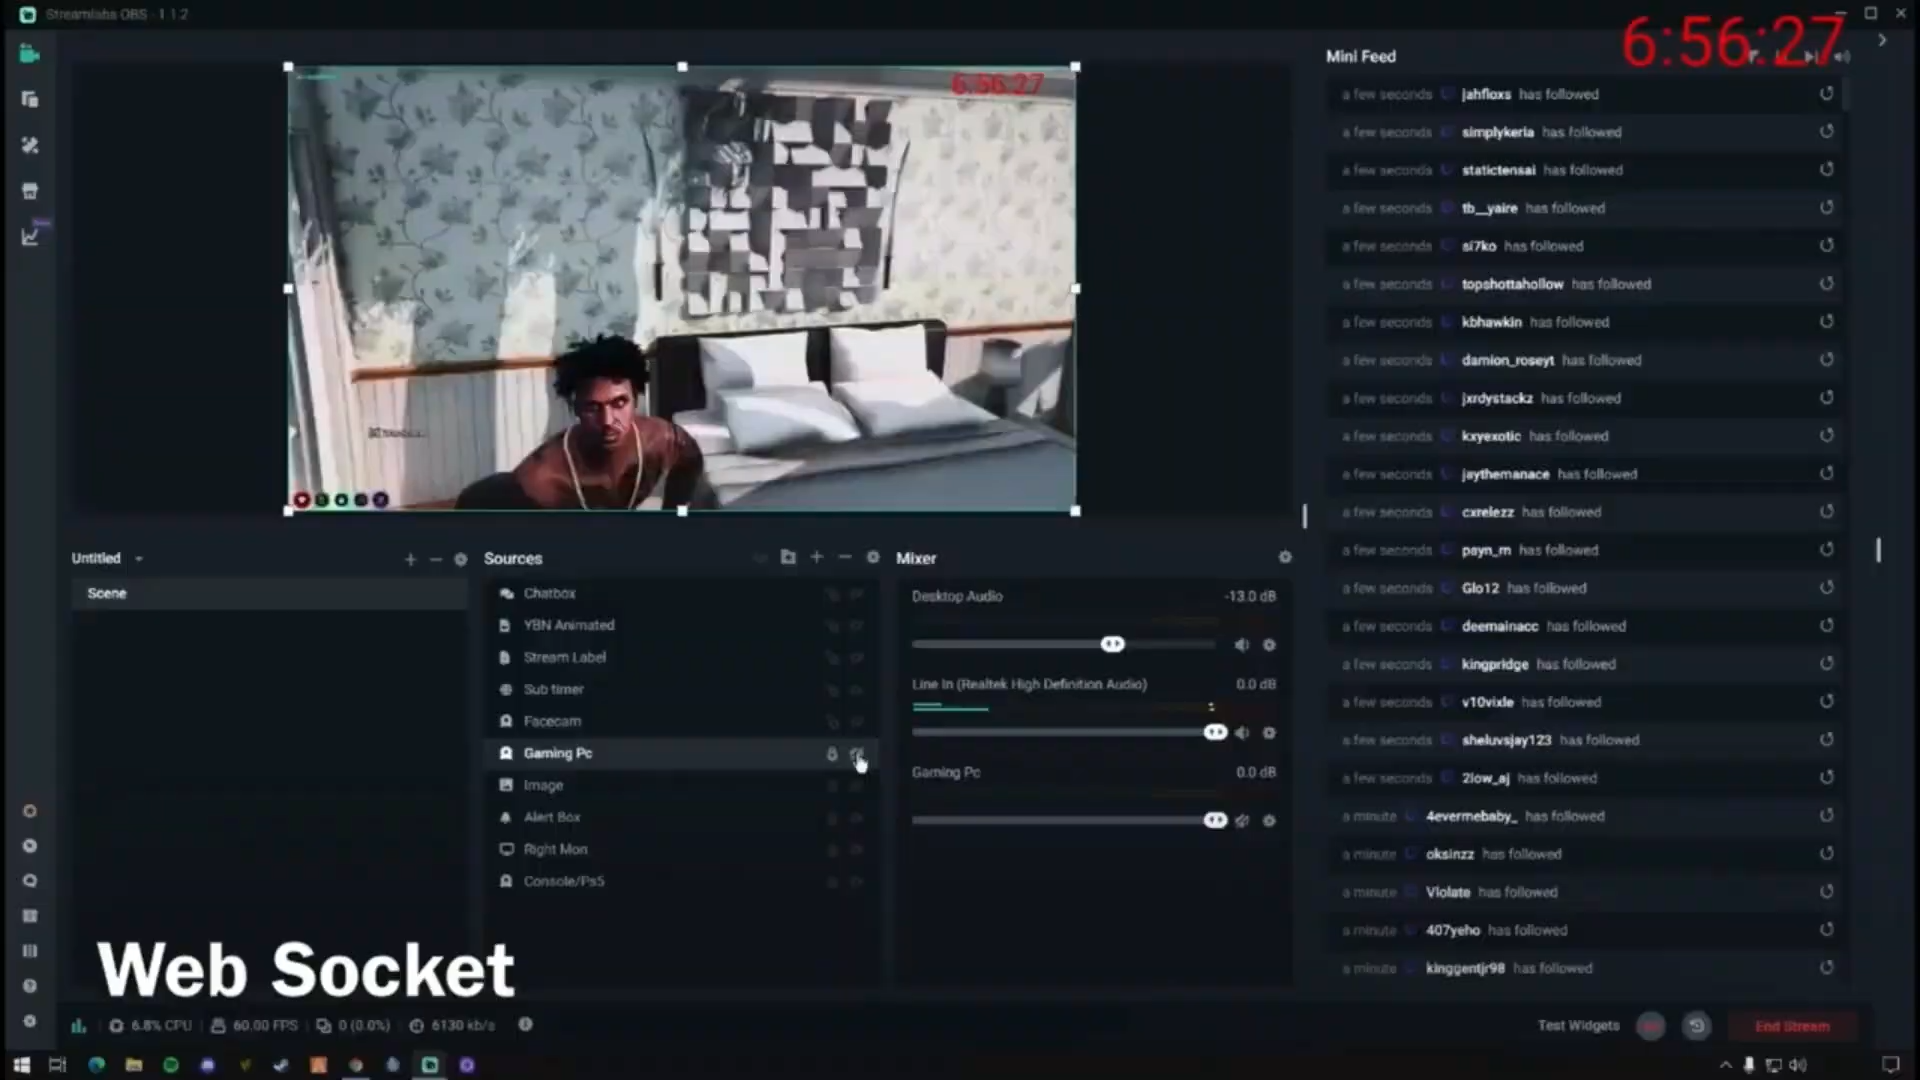 Streamlabs OBS - 1.1.2
6:56:27
Mini Feed
6:56:27
a few seconds jahfloxs has followed
a few seconds simplykeria has followed
a few seconds statictensai has followed
a few seconds tb__yaire has followed
a few seconds si7ko has followed
a few seconds topshottahollow has followed
a few seconds kbhawkin has followed
a few seconds damion_roseyt has followed
a few seconds jxrdystackz has followed
a few seconds kxyexotic has followed
a few seconds jaythemanace has followed
a few seconds cxrelezz has followed
a few seconds payn_m has followed
a few seconds Glo12 has followed
a few seconds deemainacc has followed
a few seconds kingpridge has followed
a few seconds v10vixle has followed
a few seconds sheluvsjay123 has followed
a few seconds 2low_aj has followed
a minute 4evermebaby_ has followed
a minute oksinzz has followed
a minute Violate has followed
a minute 407yeho has followed
a minute kinggentjr98 has followed
Untitled
Scene
Sources
Chatbox
YBN Animated
Stream Label
Sub timer
Facecam
Gaming Pc
Image
Alert Box
Right Mon
Console/Ps5
Mixer
Desktop Audio -13.0 dB
Line In (Realtek High Definition Audio) 0.0 dB
Gaming Pc 0.0 dB
Web Socket
6.8% CPU 60.00 FPS 0 (0.0%) 6130 kb/s
Test Widgets
End Stream